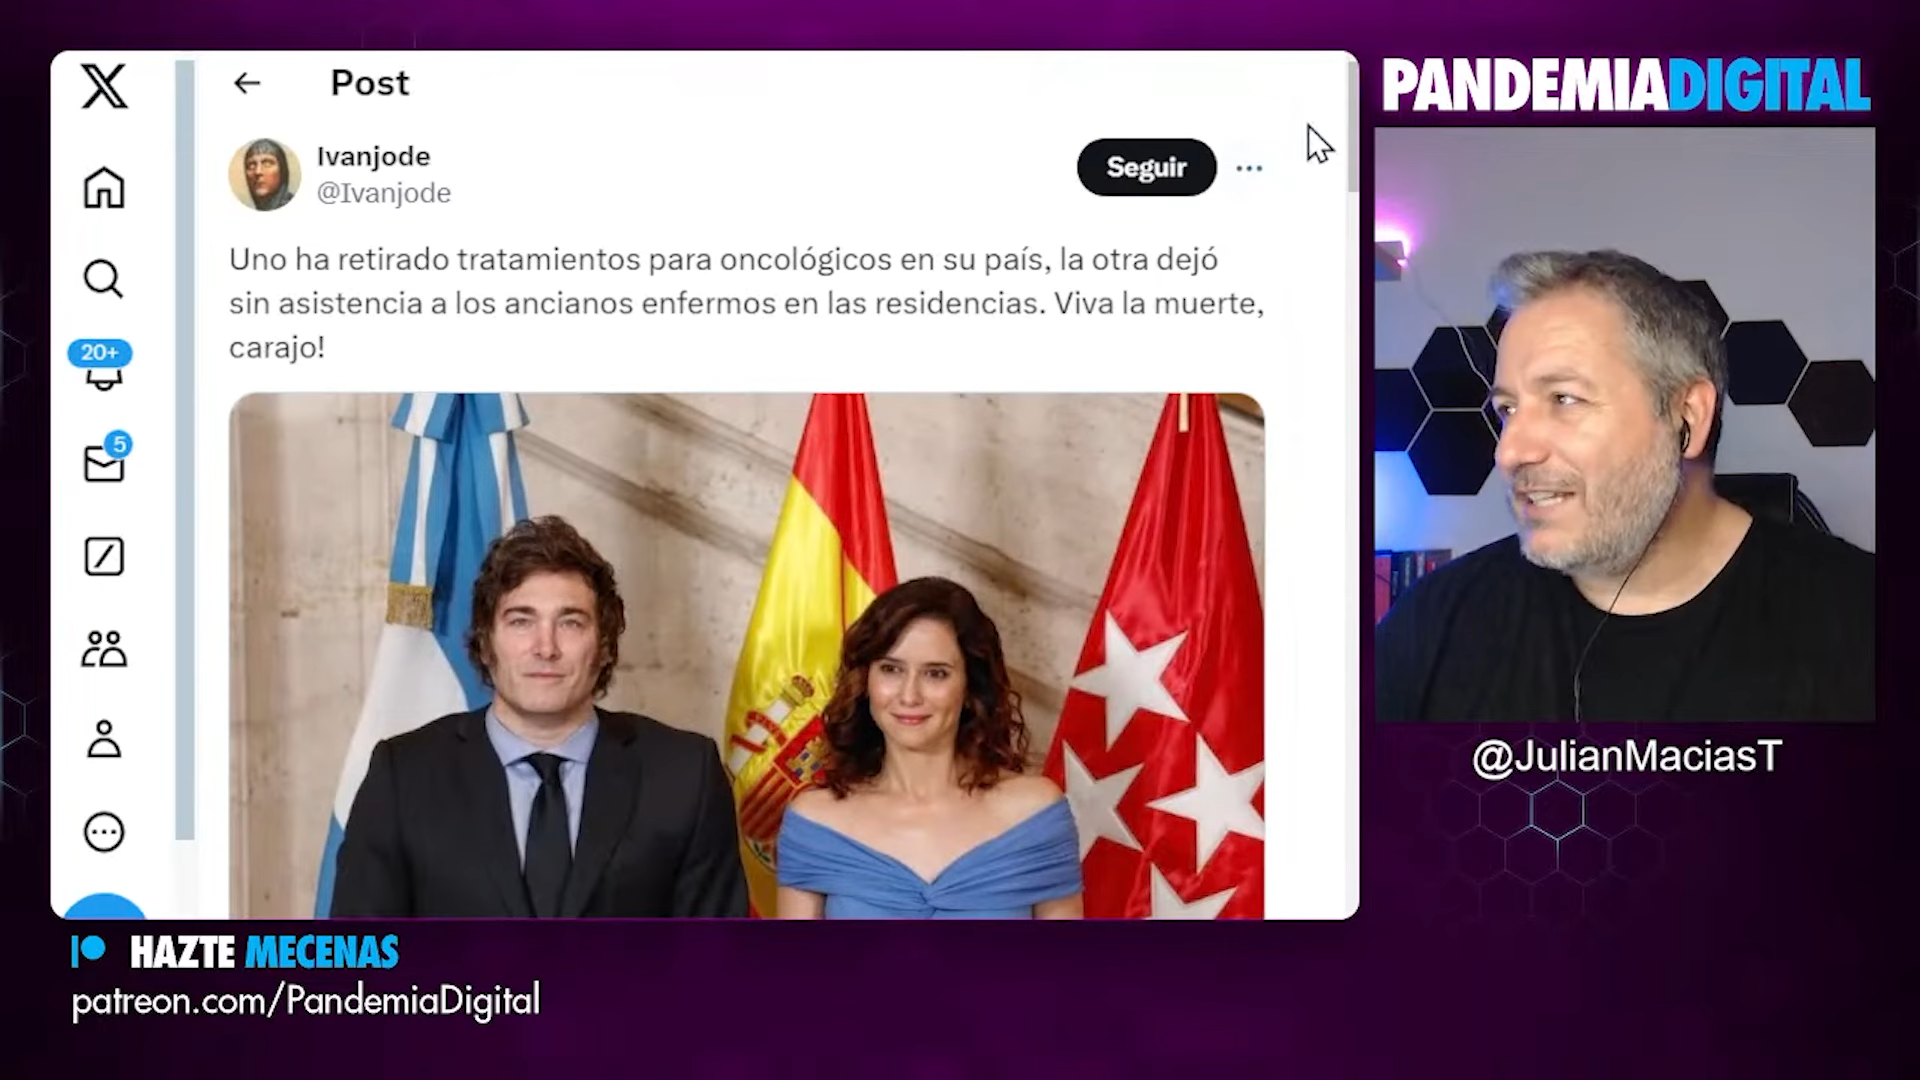 Post
Ivanjode
@Ivanjode
Seguir
Uno ha retirado tratamientos para oncológicos en su país, la otra dejó
sin asistencia a los ancianos enfermos en las residencias. Viva la muerte,
carajo!
20+
5
PANDEMIADIGITAL
@JulianMaciasT
HAZTE MECENAS
patreon.com/PandemiaDigital